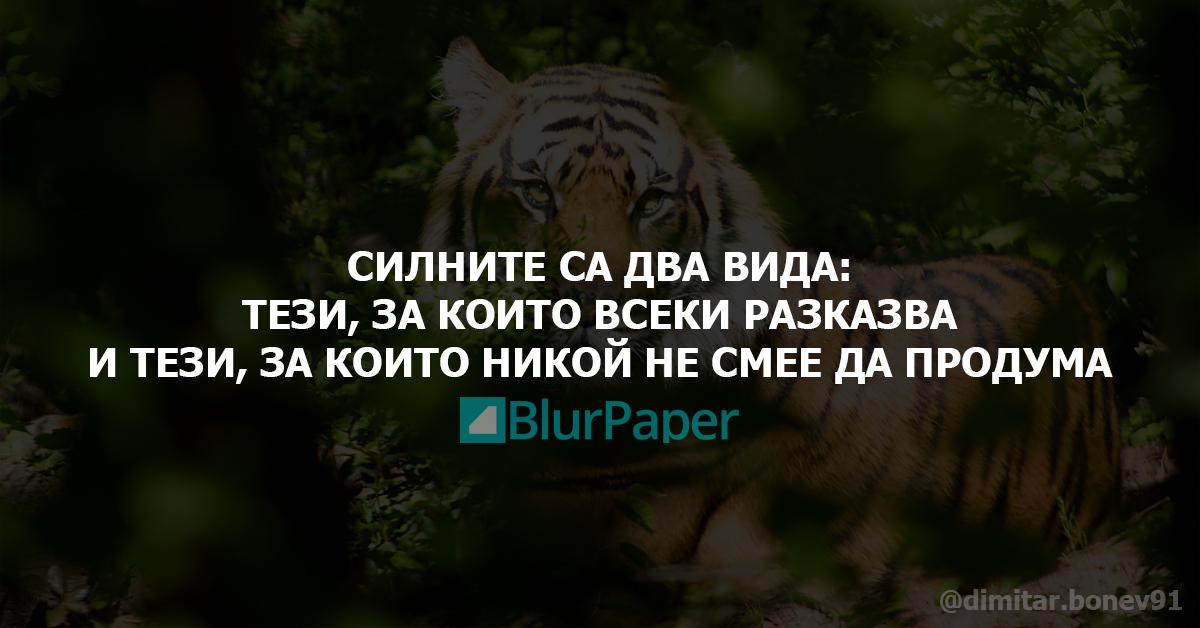 СИЛНИТЕ СА ДВА ВИДА:
ТЕЗИ, ЗА КОИТО ВСЕКИ РАЗКАЗВА
И ТЕЗИ, ЗА КОИТО НИКОЙ НЕ СМЕЕ ДА ПРОДУМА
BlurPaper
@dimitar.bonev91